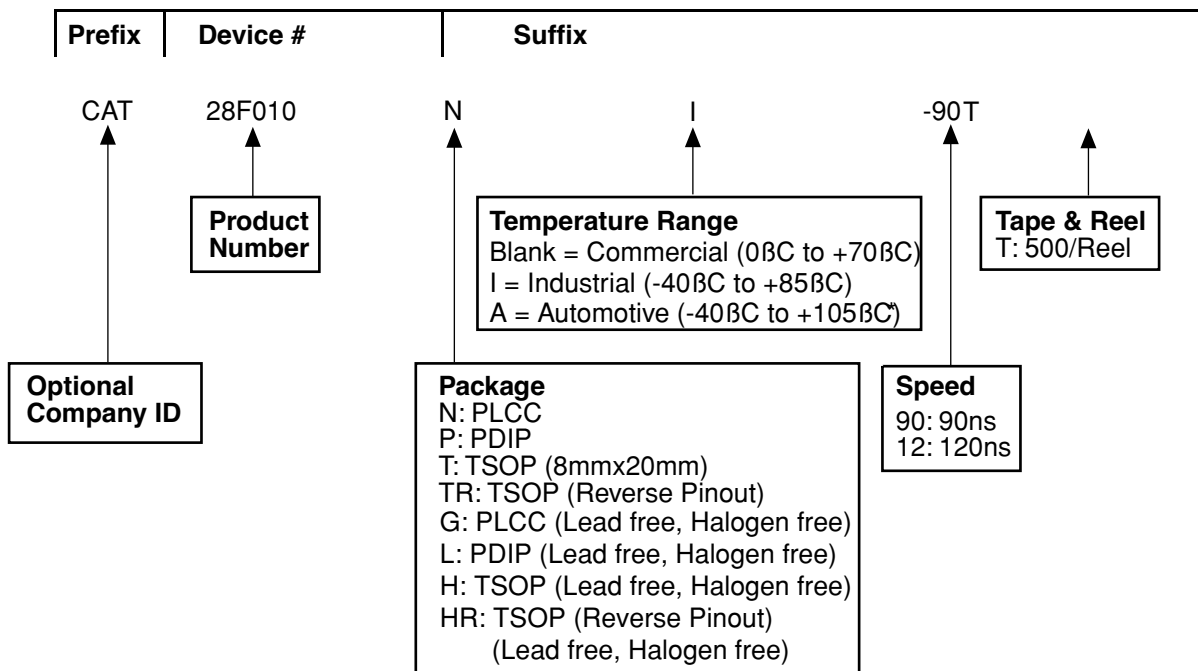 Prefix Device # Suffix
CAT 28F010 N I -90T
Product
Number
Temperature Range
Blank = Commercial (0ßC to +70ßC)
I = Industrial (-40ßC to +85ßC)
A = Automotive (-40ßC to +105ßC*)
Tape & Reel
T: 500/Reel
Optional
Company ID
Package
N: PLCC
P: PDIP
T: TSOP (8mmx20mm)
TR: TSOP (Reverse Pinout)
G: PLCC (Lead free, Halogen free)
L: PDIP (Lead free, Halogen free)
H: TSOP (Lead free, Halogen free)
HR: TSOP (Reverse Pinout)
(Lead free, Halogen free)
Speed
90: 90ns
12: 120ns